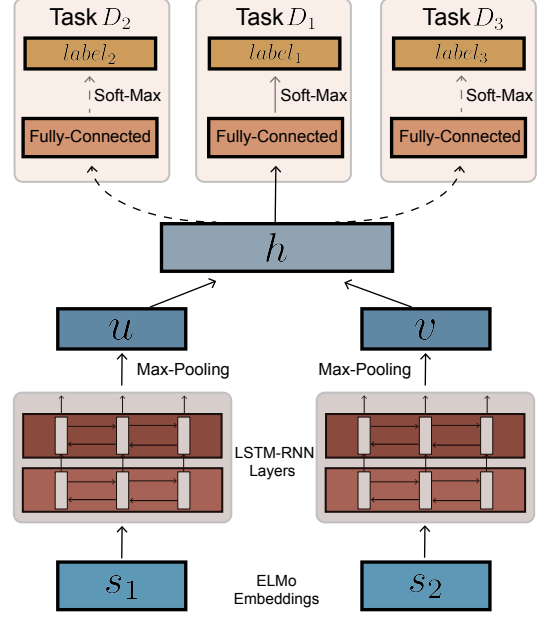 Task D₂
Task D₁
Task D₃
label₂
label₁
label₃
Soft-Max
Soft-Max
Soft-Max
Fully-Connected
Fully-Connected
Fully-Connected
h
u
v
Max-Pooling
Max-Pooling
LSTM-RNN
Layers
s₁
s₂
ELMo
Embeddings